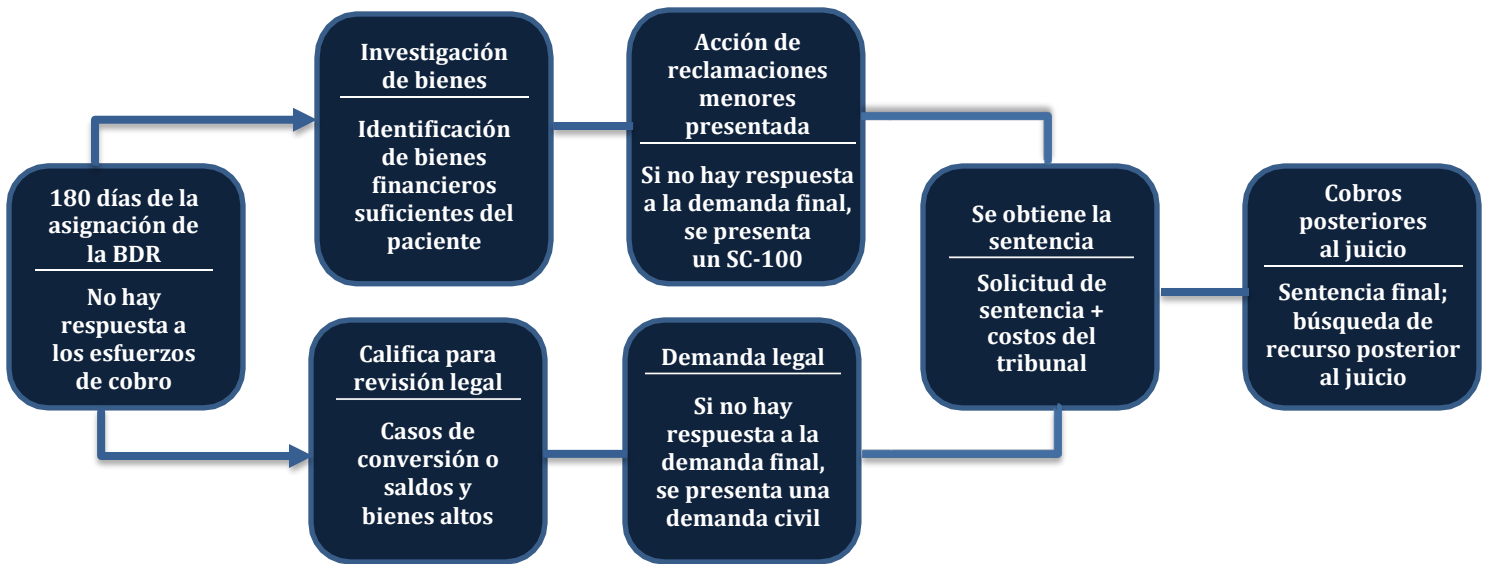 180 días de la
asignación de
la BDR
No hay
respuesta a
los esfuerzos
de cobro
Investigación
de bienes
Identificación
de bienes
financieros
suficientes del
paciente
Acción de
reclamaciones
menores
presentada
Si no hay respuesta
a la demanda final,
se presenta
un SC-100
Califica para
revisión legal
Casos de
conversión o
saldos y
bienes altos
Demanda legal
Si no hay
respuesta a la
demanda final,
se presenta una
demanda civil
Se obtiene la
sentencia
Solicitud de
sentencia +
costos del
tribunal
Cobros
posteriores
al juicio
Sentencia final;
búsqueda de
recurso posterior
al juicio